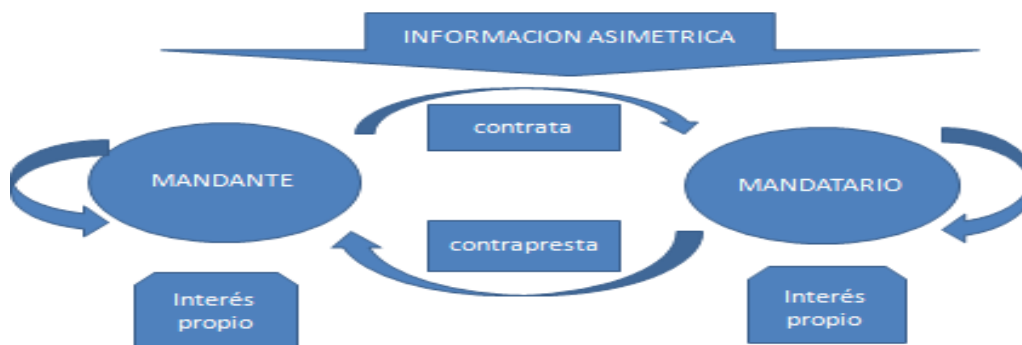 INFORMACION ASIMETRICA
contrata
MANDANTE
MANDATARIO
contrapresta
Interés
propio
Interés
propio